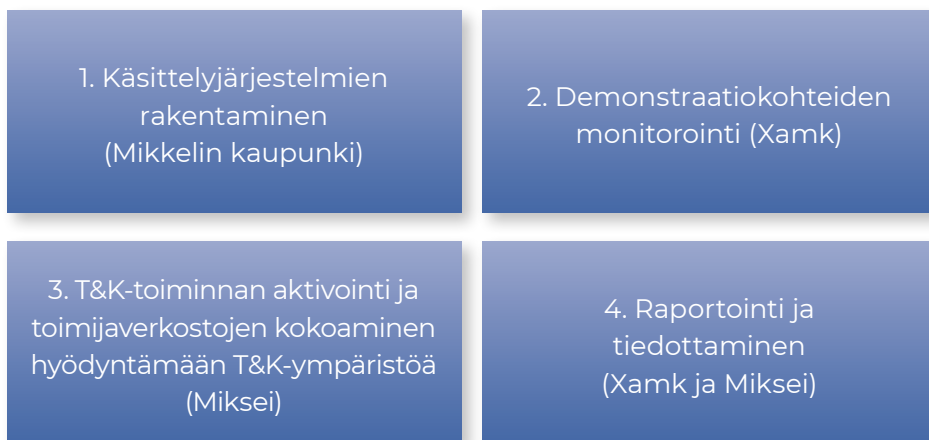 1. Käsittelyjärjestelmien
rakentaminen
(Mikkelin kaupunki)
2. Demonstraatiokohteiden
monitorointi (Xamk)
3. T&K-toiminnan aktivointi ja
toimijaverkostojen kokoaminen
hyödyntämään T&K-ympäristöä
(Miksei)
4. Raportointi ja
tiedottaminen
(Xamk ja Miksei)